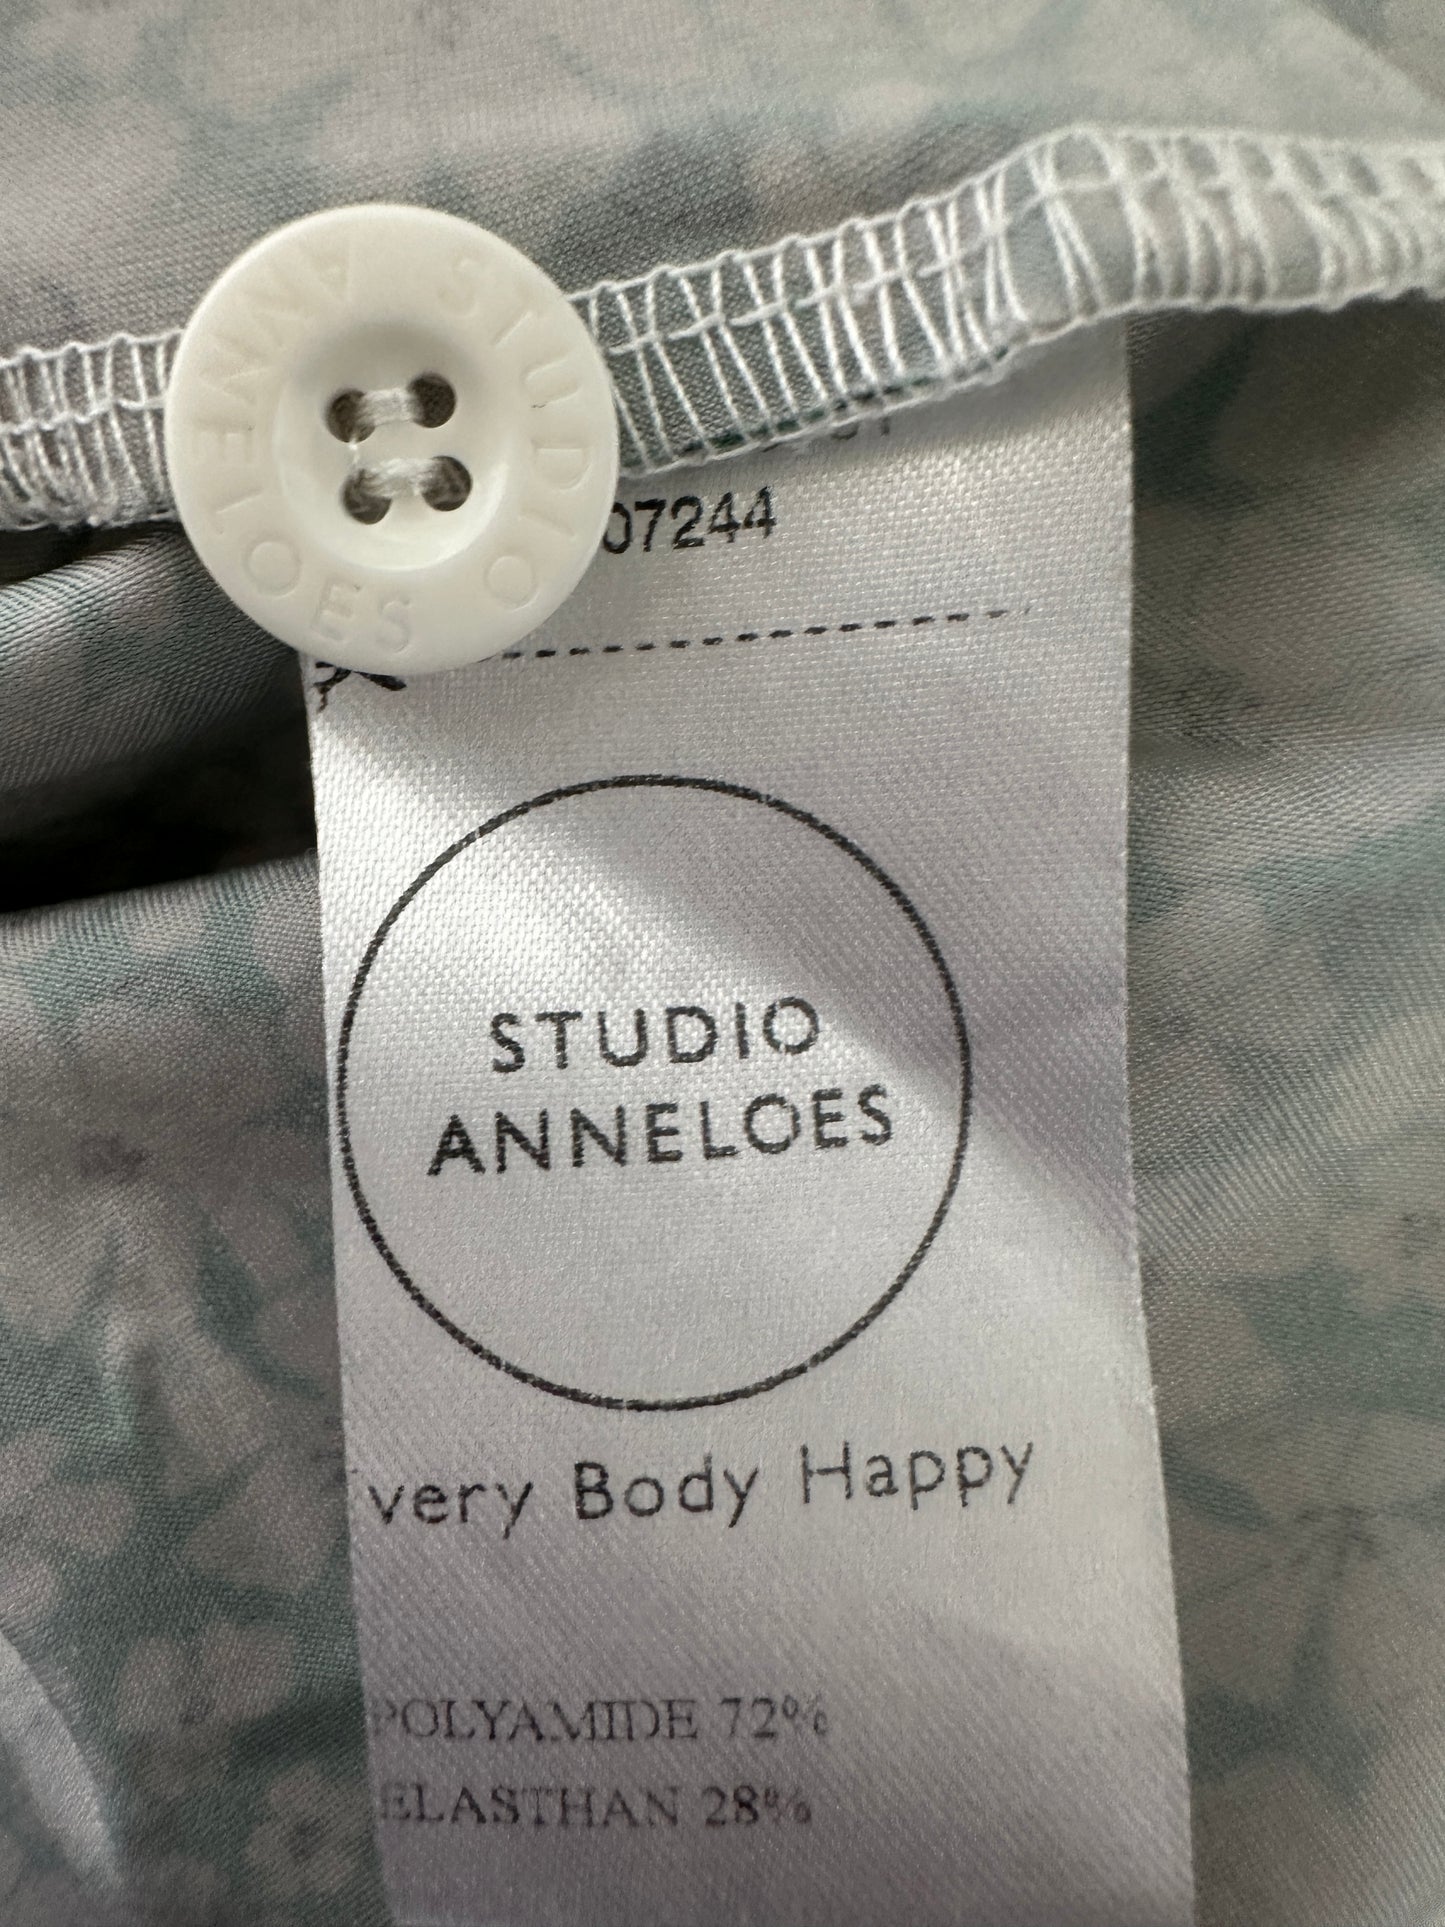 STUDIO ANNELOES
07244
STUDIO
ANNELOES
very Body Happy
POLYAMIDE 72%
ELASTHAN 28%